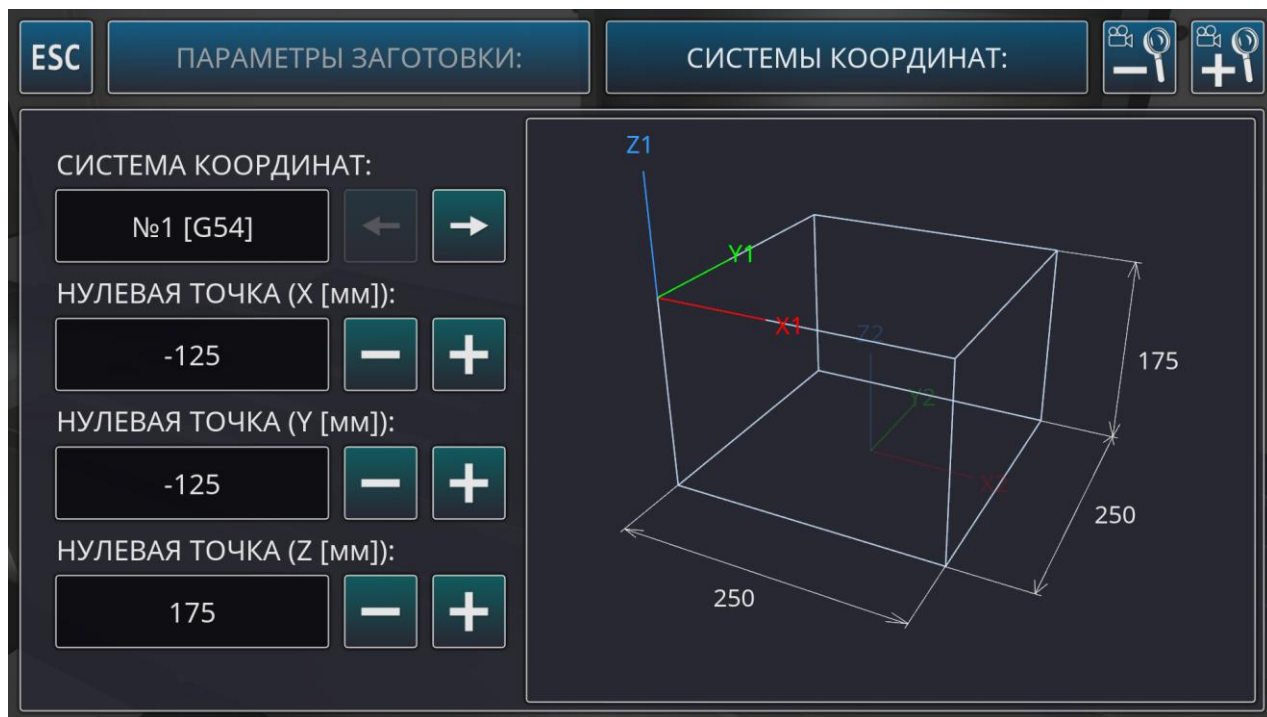 ESC
ПАРАМЕТРЫ ЗАГОТОВКИ:
СИСТЕМЫ КООРДИНАТ:
СИСТЕМА КООРДИНАТ:
№1 [G54]
НУЛЕВАЯ ТОЧКА (X [мм]):
-125
НУЛЕВАЯ ТОЧКА (Y [мм]):
-125
НУЛЕВАЯ ТОЧКА (Z [мм]):
175
Z1
Y1
X1
Z2
Y2
X2
175
250
250